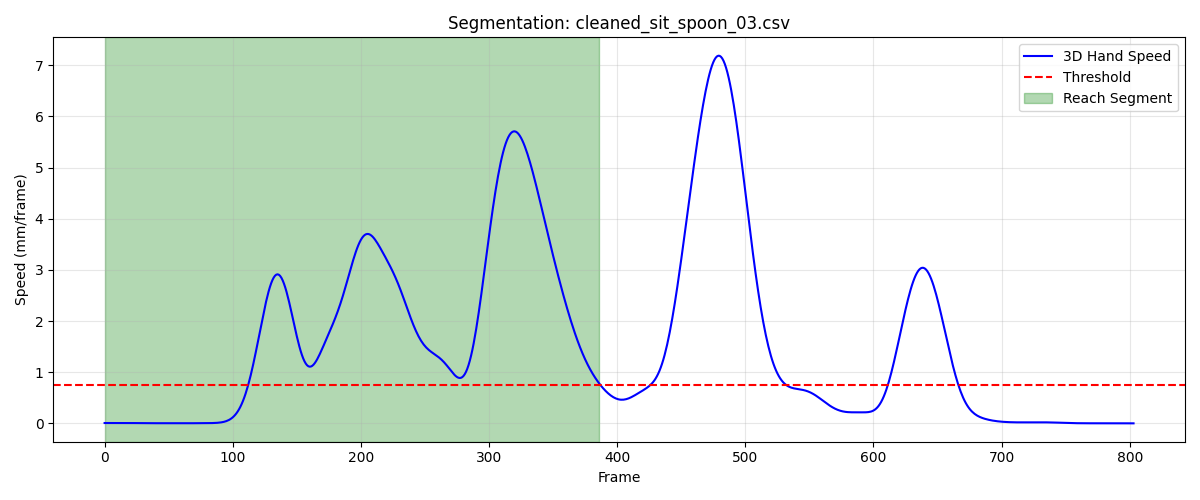 Segmentation: cleaned_sit_spoon_03.csv
7
6
5
4
3
2
1
0
Speed (mm/frame)
3D Hand Speed
Threshold
Reach Segment
0 100 200 300 400 500 600 700 800
Frame